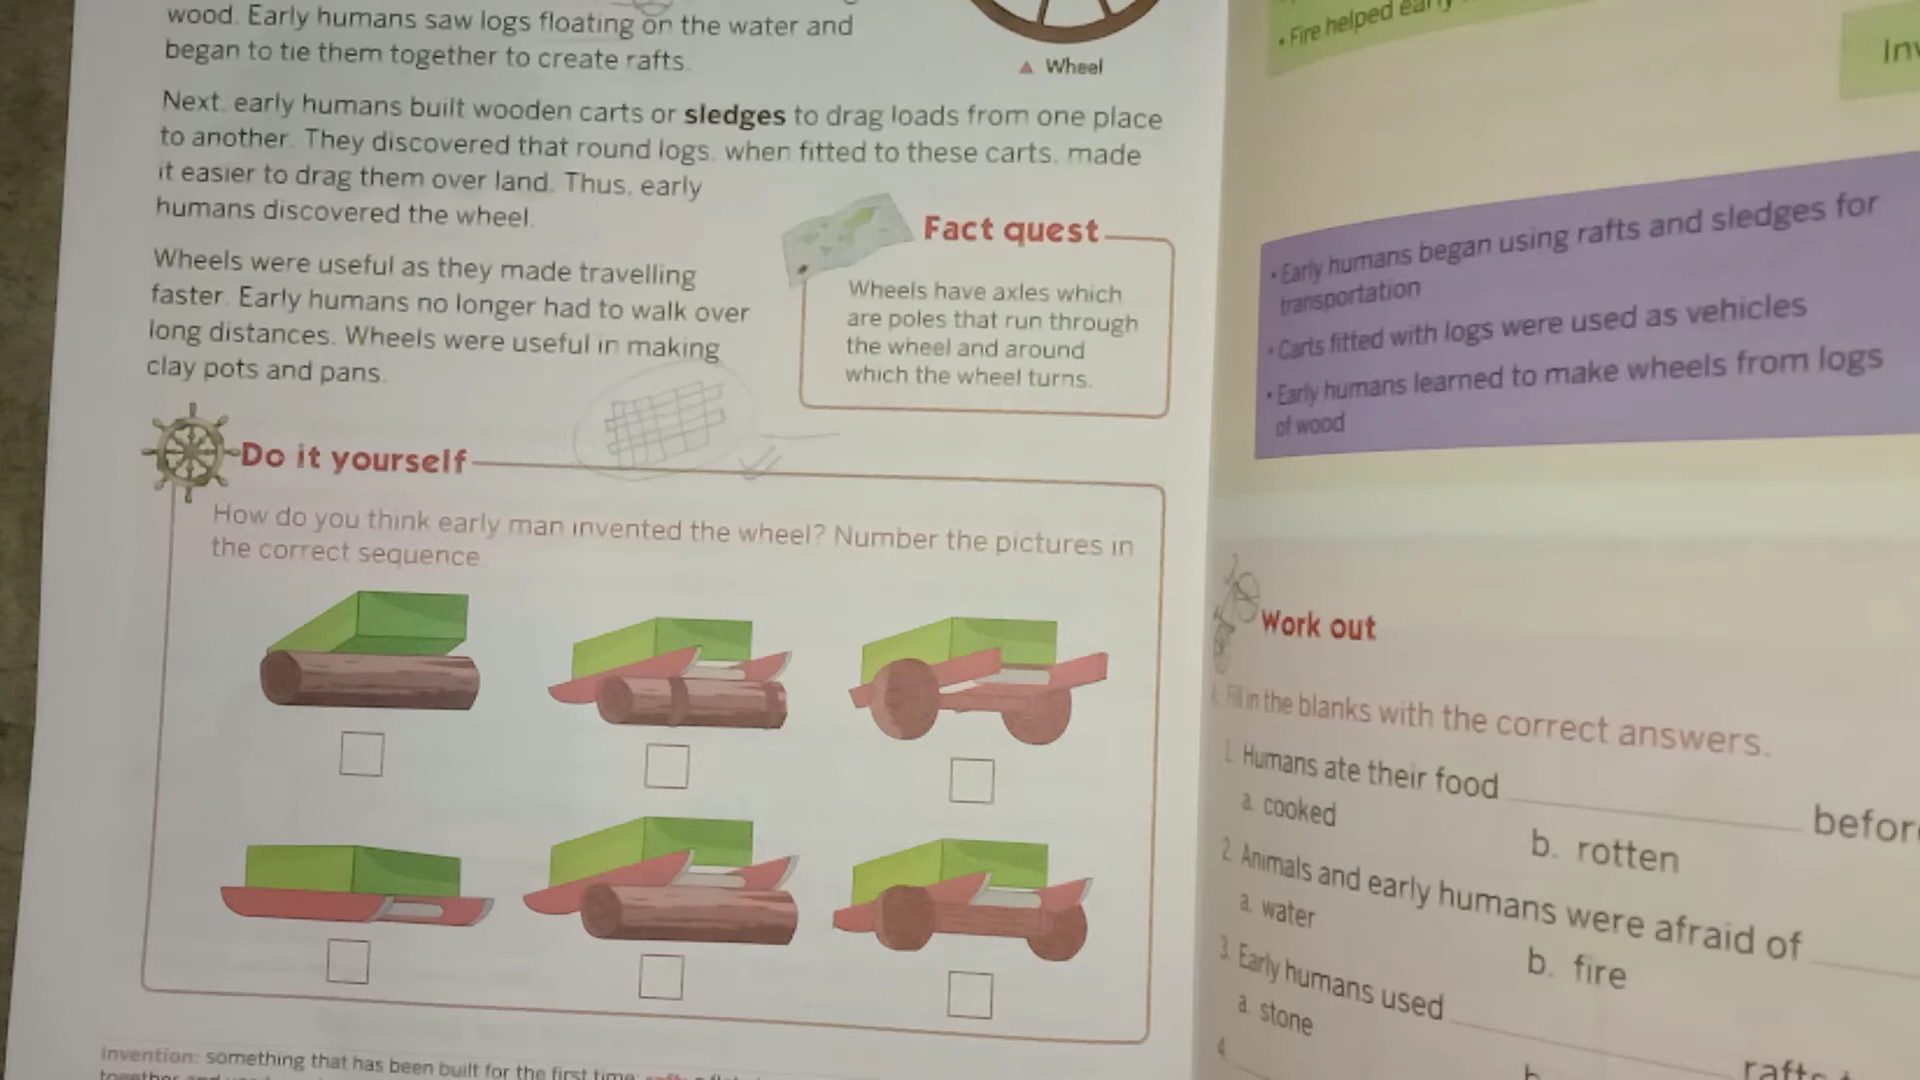 wood. Early humans saw logs floating on the water and
began to tie them together to create rafts.
▲ Wheel
Next, early humans built wooden carts or sledges to drag loads from one place
to another. They discovered that round logs, when fitted to these carts, made
it easier to drag them over land. Thus, early
humans discovered the wheel.
Wheels were useful as they made travelling
faster. Early humans no longer had to walk over
long distances. Wheels were useful in making
clay pots and pans.
Fact quest
Wheels have axles which
are poles that run through
the wheel and around
which the wheel turns.
Do it yourself
How do you think early man invented the wheel? Number the pictures in
the correct sequence.
Invention: something that has been built for the first time;
together and
• Fire helped
• Early humans began using rafts and sledges for
transportation
• Carts fitted with logs were used as vehicles
• Early humans learned to make wheels from logs
of wood
Work out
Fill in the blanks with the correct answers.
1. Humans ate their food
a. cooked
b. rotten
2. Animals and early humans were afraid of
a. water
b. fire
3. Early humans used
a. stone
4.
b